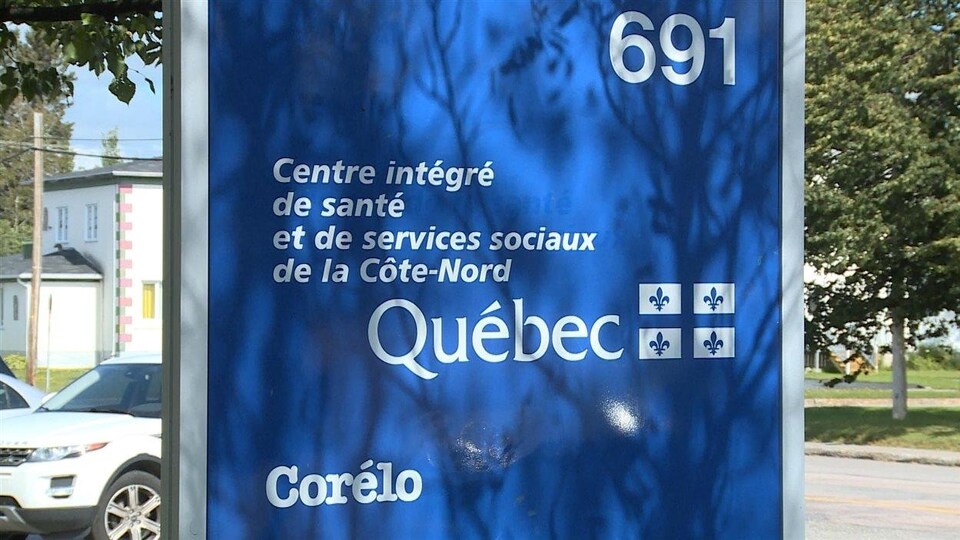 691
Centre intégré
de santé
et de services sociaux
de la Côte-Nord
Québec
Corélo